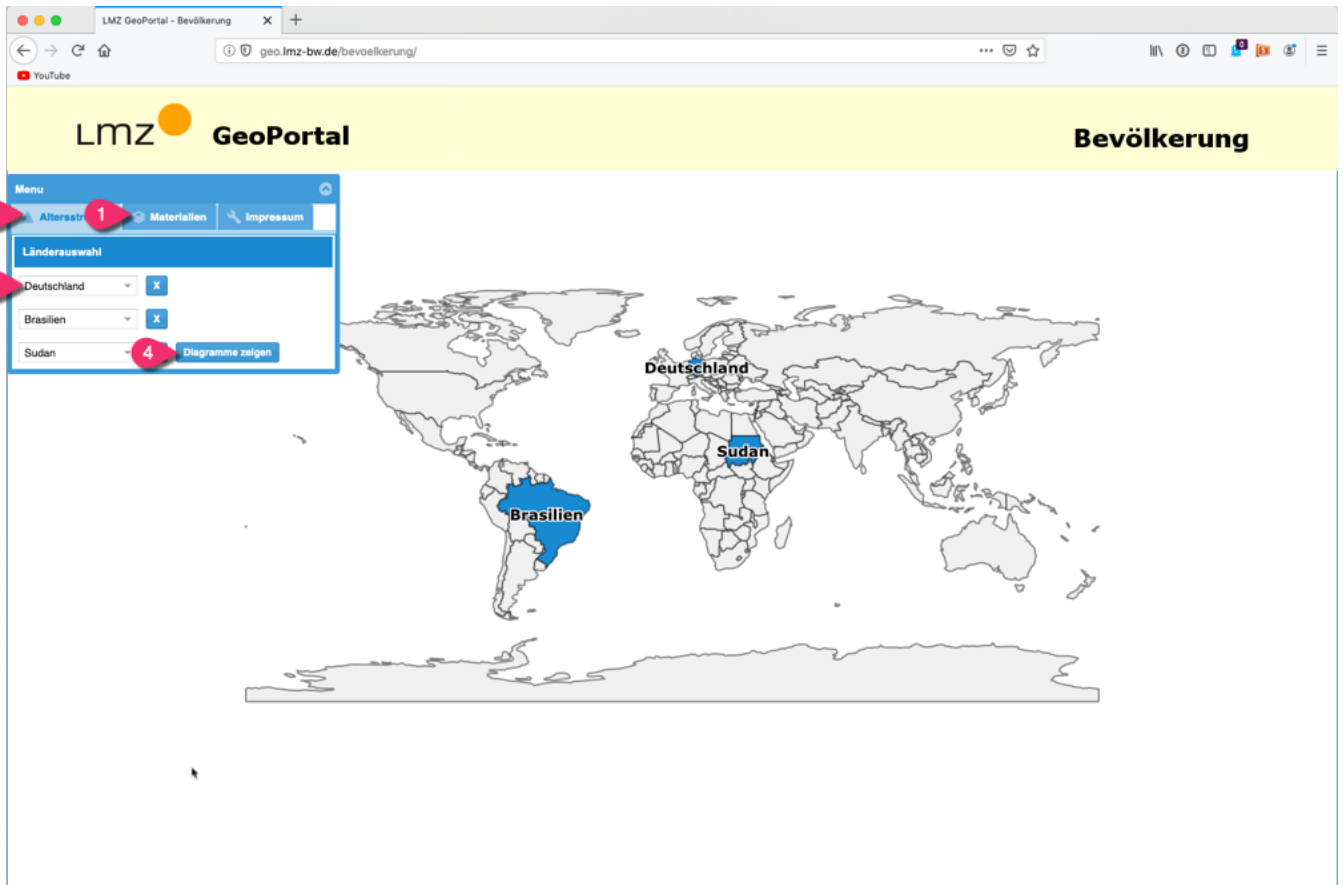 LMZ GeoPortal - Bevölkerung X +
geo.lmz-bw.de/bevoelkerung/
YouTube
Lmz GeoPortal
Bevölkerung
Menu
1 Materialien Impressum
Länderauswahl
Deutschland X
Brasilien X
Sudan 4 Diagramme zeigen
Deutschland
Sudan
Brasilien